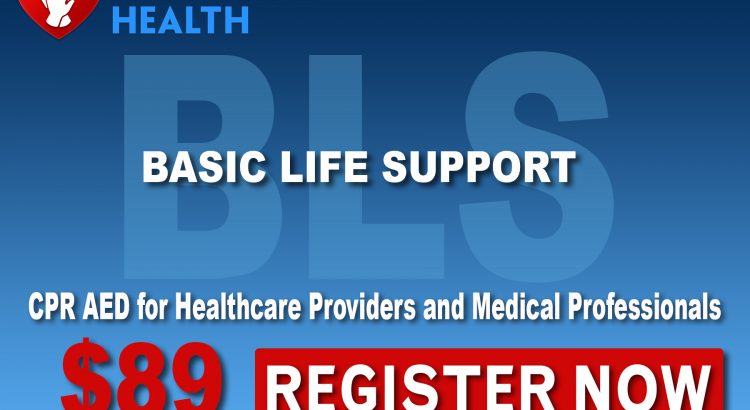 HEALTH
BLS
BASIC LIFE SUPPORT
CPR AED for Healthcare Providers and Medical Professionals
$89
REGISTER NOW